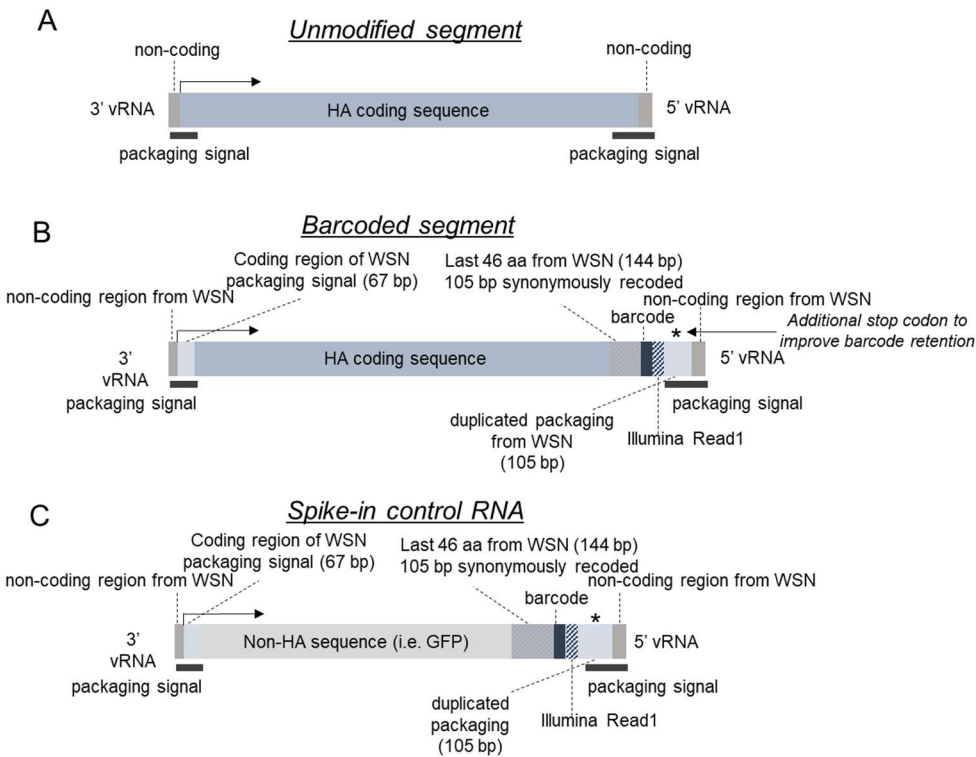 A
Unmodified segment
non-coding
non-coding
3' vRNA
HA coding sequence
5' vRNA
packaging signal
packaging signal
B
Barcoded segment
Coding region of WSN
packaging signal (67 bp)
Last 46 aa from WSN (144 bp)
105 bp synonymously recoded
non-coding region from WSN
non-coding region from WSN
barcode
*
Additional stop codon to
improve barcode retention
3'
vRNA
HA coding sequence
5' vRNA
packaging signal
packaging signal
duplicated packaging
from WSN
(105 bp)
Illumina Read1
C
Spike-in control RNA
Coding region of WSN
packaging signal (67 bp)
Last 46 aa from WSN (144 bp)
105 bp synonymously recoded
non-coding region from WSN
non-coding region from WSN
barcode
*
3'
vRNA
Non-HA sequence (i.e. GFP)
5' vRNA
packaging signal
packaging signal
duplicated
packaging
(105 bp)
Illumina Read1